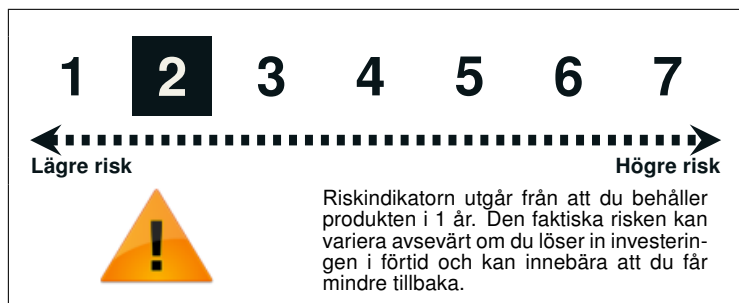 1 2 3 4 5 6 7
Lägre risk Högre risk
!
Riskindikatorn utgår från att du behåller
produkten i 1 år. Den faktiska risken kan
variera avsevärt om du löser in investerin-
gen i förtid och kan innebära att du får
mindre tillbaka.